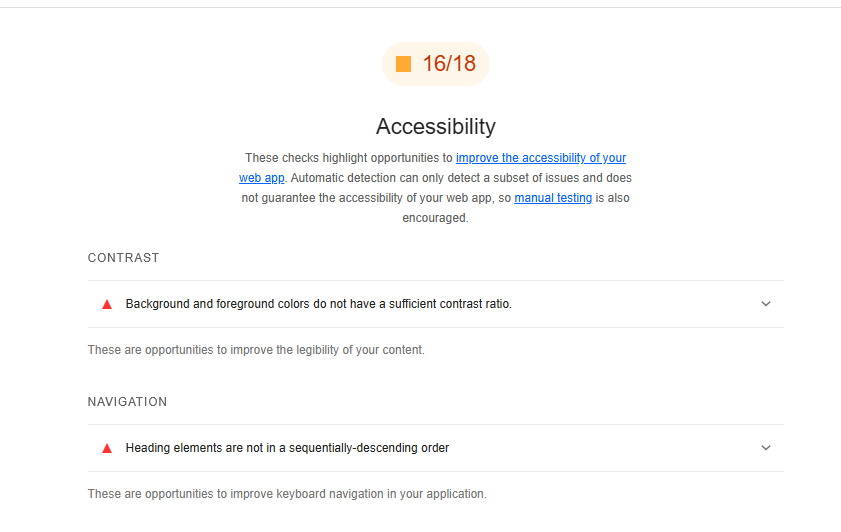 16/18
Accessibility
These checks highlight opportunities to improve the accessibility of your
web app. Automatic detection can only detect a subset of issues and does
not guarantee the accessibility of your web app, so manual testing is also
encouraged.
CONTRAST
Background and foreground colors do not have a sufficient contrast ratio.
These are opportunities to improve the legibility of your content.
NAVIGATION
Heading elements are not in a sequentially-descending order
These are opportunities to improve keyboard navigation in your application.